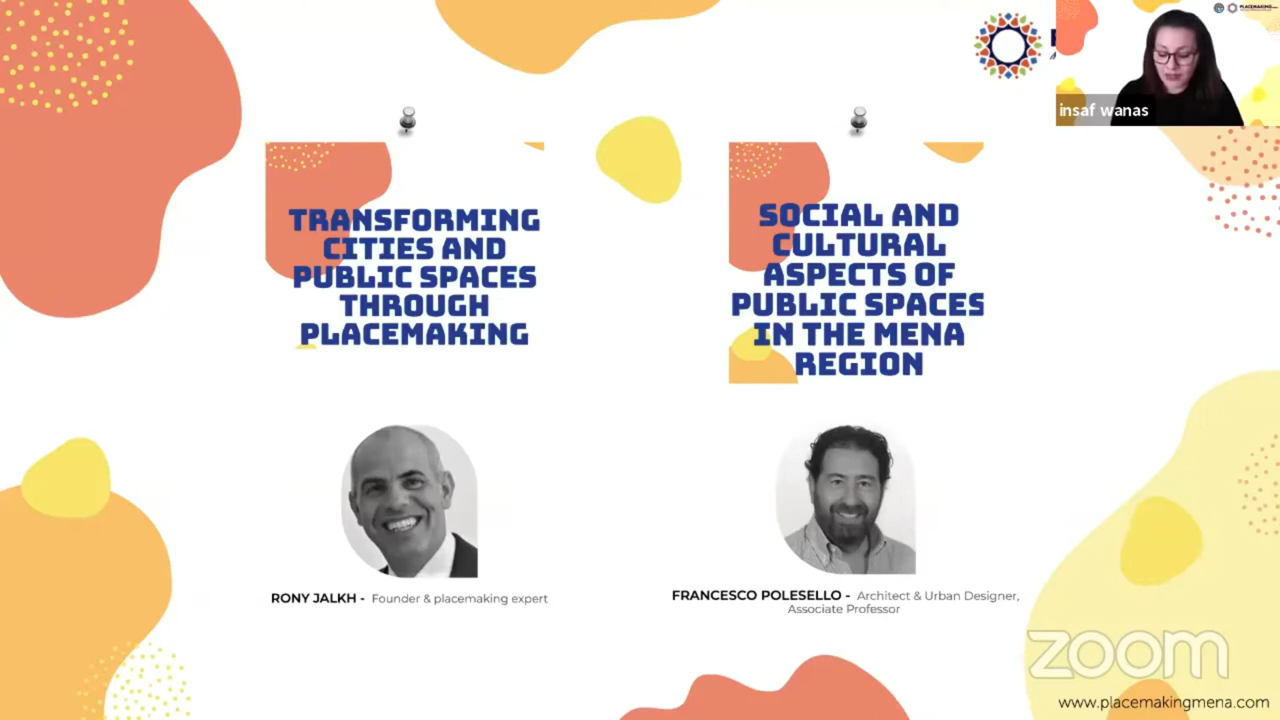 PLACEMAKING
insaf wanas
TRANSFORMING
CITIES AND
PUBLIC SPACES
THROUGH
PLACEMAKING
SOCIAL AND
CULTURAL
ASPECTS OF
PUBLIC SPACES
IN THE MENA
REGION
RONY JALKH - Founder & placemaking expert
FRANCESCO POLESELLO - Architect & Urban Designer,
Associate Professor
zoom
www.placemakingmena.com